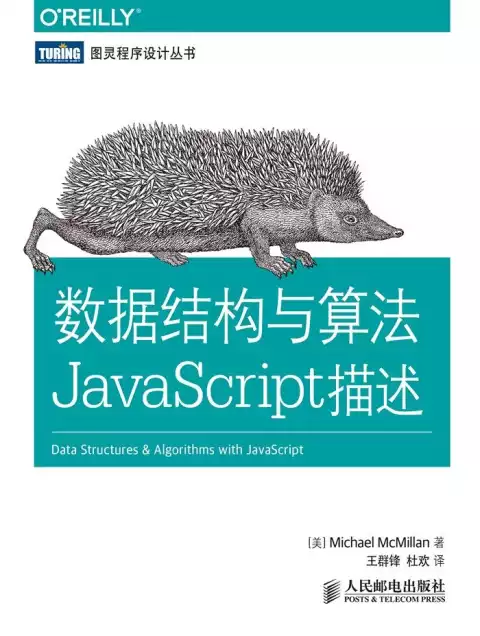 O'REILLY®
TURING 图灵程序设计丛书
数据结构与算法
JavaScript描述
Data Structures & Algorithms with JavaScript
[美] Michael McMillan 著
王群锋 杜欢 译
人民邮电出版社
POSTS & TELECOM PRESS